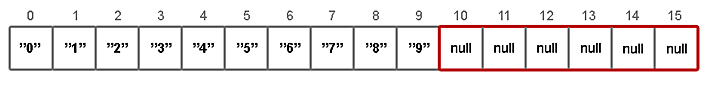 0 1 2 3 4 5 6 7 8 9 10 11 12 13 14 15
”0” ”1” ”2” ”3” ”4” ”5” ”6” ”7” ”8” ”9” null null null null null null